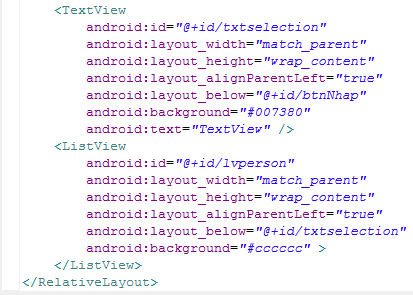 <TextView
android:id="@+id/txtselection"
android:layout_width="match_parent"
android:layout_height="wrap_content"
android:layout_alignParentLeft="true"
android:layout_below="@+id/btnNhap"
android:background="#007380"
android:text="TextView" />
<ListView
android:id="@+id/lvperson"
android:layout_width="match_parent"
android:layout_height="wrap_content"
android:layout_alignParentLeft="true"
android:layout_below="@+id/txtselection"
android:background="#cccccc" >
</ListView>
</RelativeLayout>